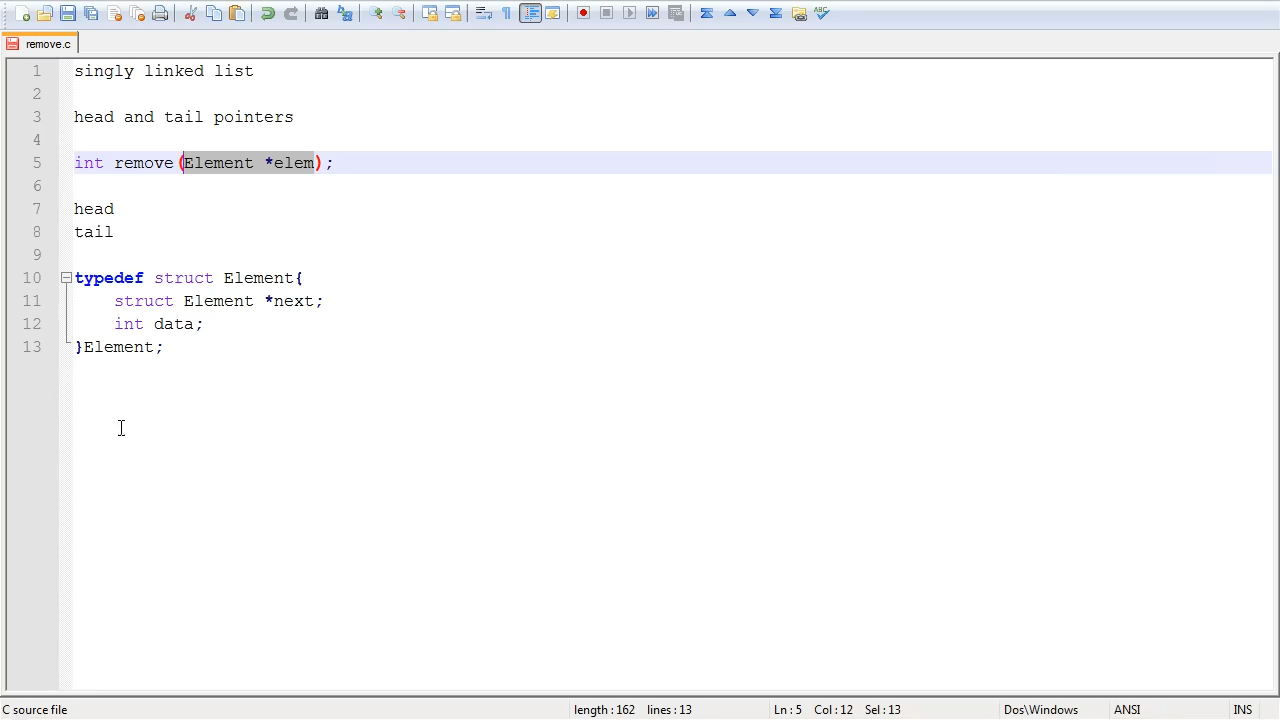 remove.c
1 singly linked list
2
3 head and tail pointers
4
5 int remove(Element *elem);
6
7 head
8 tail
9
10 typedef struct Element{
11 struct Element *next;
12 int data;
13 }Element;
C source file length : 162 lines : 13 Ln : 5 Col : 12 Sel : 13 Dos\Windows ANSI INS